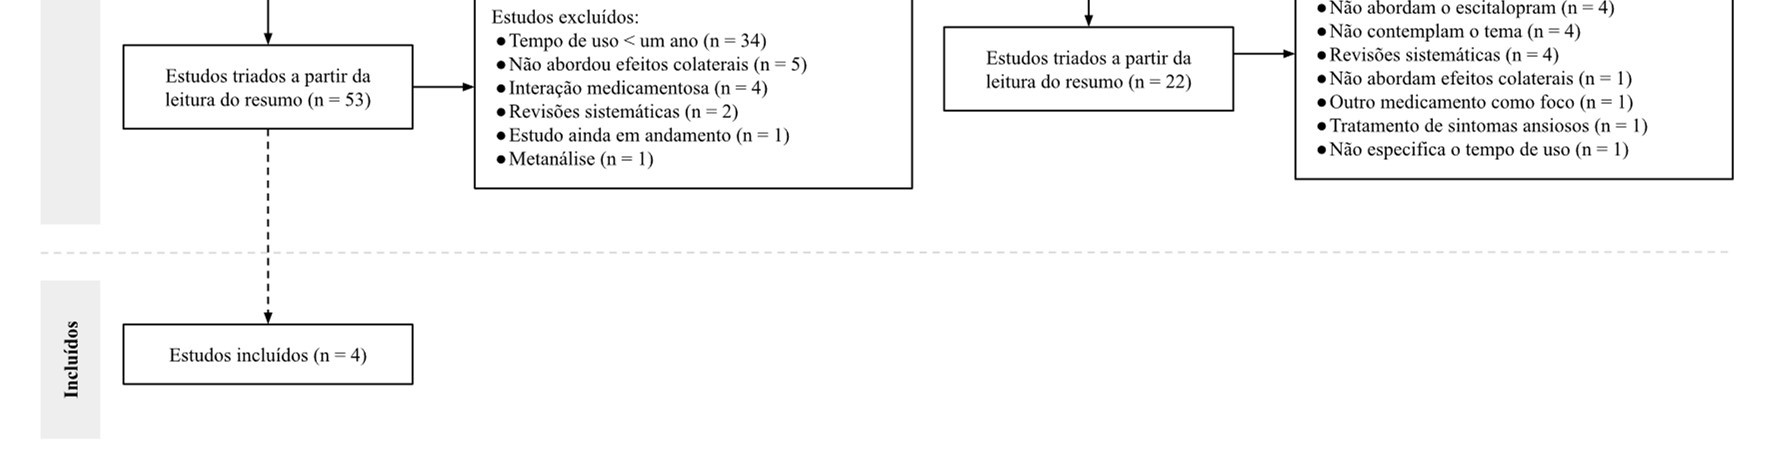 Estudos excluídos:
●Tempo de uso < um ano (n = 34)
●Não abordou efeitos colaterais (n = 5)
●Interação medicamentosa (n = 4)
●Revisões sistemáticas (n = 2)
●Estudo ainda em andamento (n = 1)
●Metanálise (n = 1)
Estudos triados a partir da
leitura do resumo (n = 53)
Estudos triados a partir da
leitura do resumo (n = 22)
●Não abordam o escitalopram (n = 4)
●Não contemplam o tema (n = 4)
●Revisões sistemáticas (n = 4)
●Não abordam efeitos colaterais (n = 1)
●Outro medicamento como foco (n = 1)
●Tratamento de sintomas ansiosos (n = 1)
●Não especifica o tempo de uso (n = 1)
Incluídos
Estudos incluídos (n = 4)